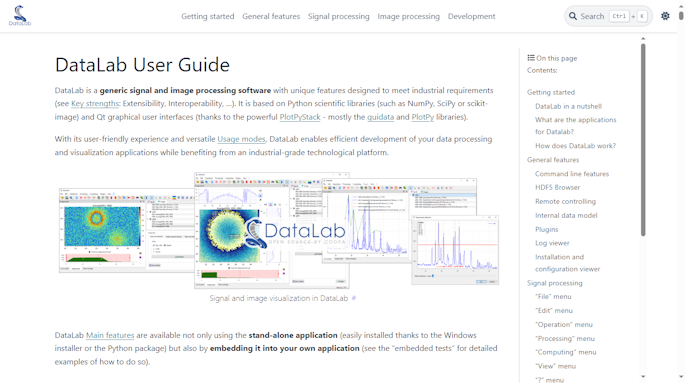 DataLab
Getting started General features Signal processing Image processing Development
Search Ctrl + K
DataLab User Guide
DataLab is a generic signal and image processing software with unique features designed to meet industrial requirements
(see Key strengths: Extensibility, Interoperability, ...). It is based on Python scientific libraries (such as NumPy, SciPy or scikit-
image) and Qt graphical user interfaces (thanks to the powerful PlotPyStack - mostly the guidata and PlotPy libraries).
With its user-friendly experience and versatile Usage modes, DataLab enables efficient development of your data processing
and visualization applications while benefiting from an industrial-grade technological platform.
DataLab
OPEN SOURCE BY CODRA
Signal and image visualization in DataLab #
DataLab Main features are available not only using the stand-alone application (easily installed thanks to the Windows
installer or the Python package) but also by embedding it into your own application (see the "embedded tests" for detailed
examples of how to do so).
On this page
Contents:
Getting started
DataLab in a nutshell
What are the applications
for Datalab?
How does DataLab work?
General features
Command line features
HDF5 Browser
Remote controlling
Internal data model
Plugins
Log viewer
Installation and
configuration viewer
Signal processing
"File" menu
"Edit" menu
"Operation" menu
"Processing" menu
"Computing" menu
"View" menu
"?" menu